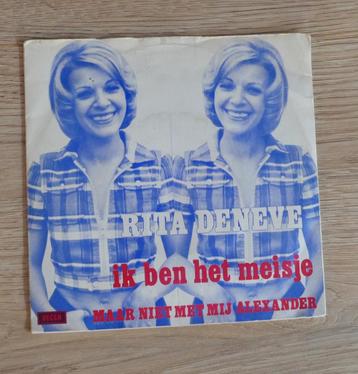 RITA DENEVE
ik ben het meisje
MAAR NIET MET MIJ ALEXANDER
DECCA